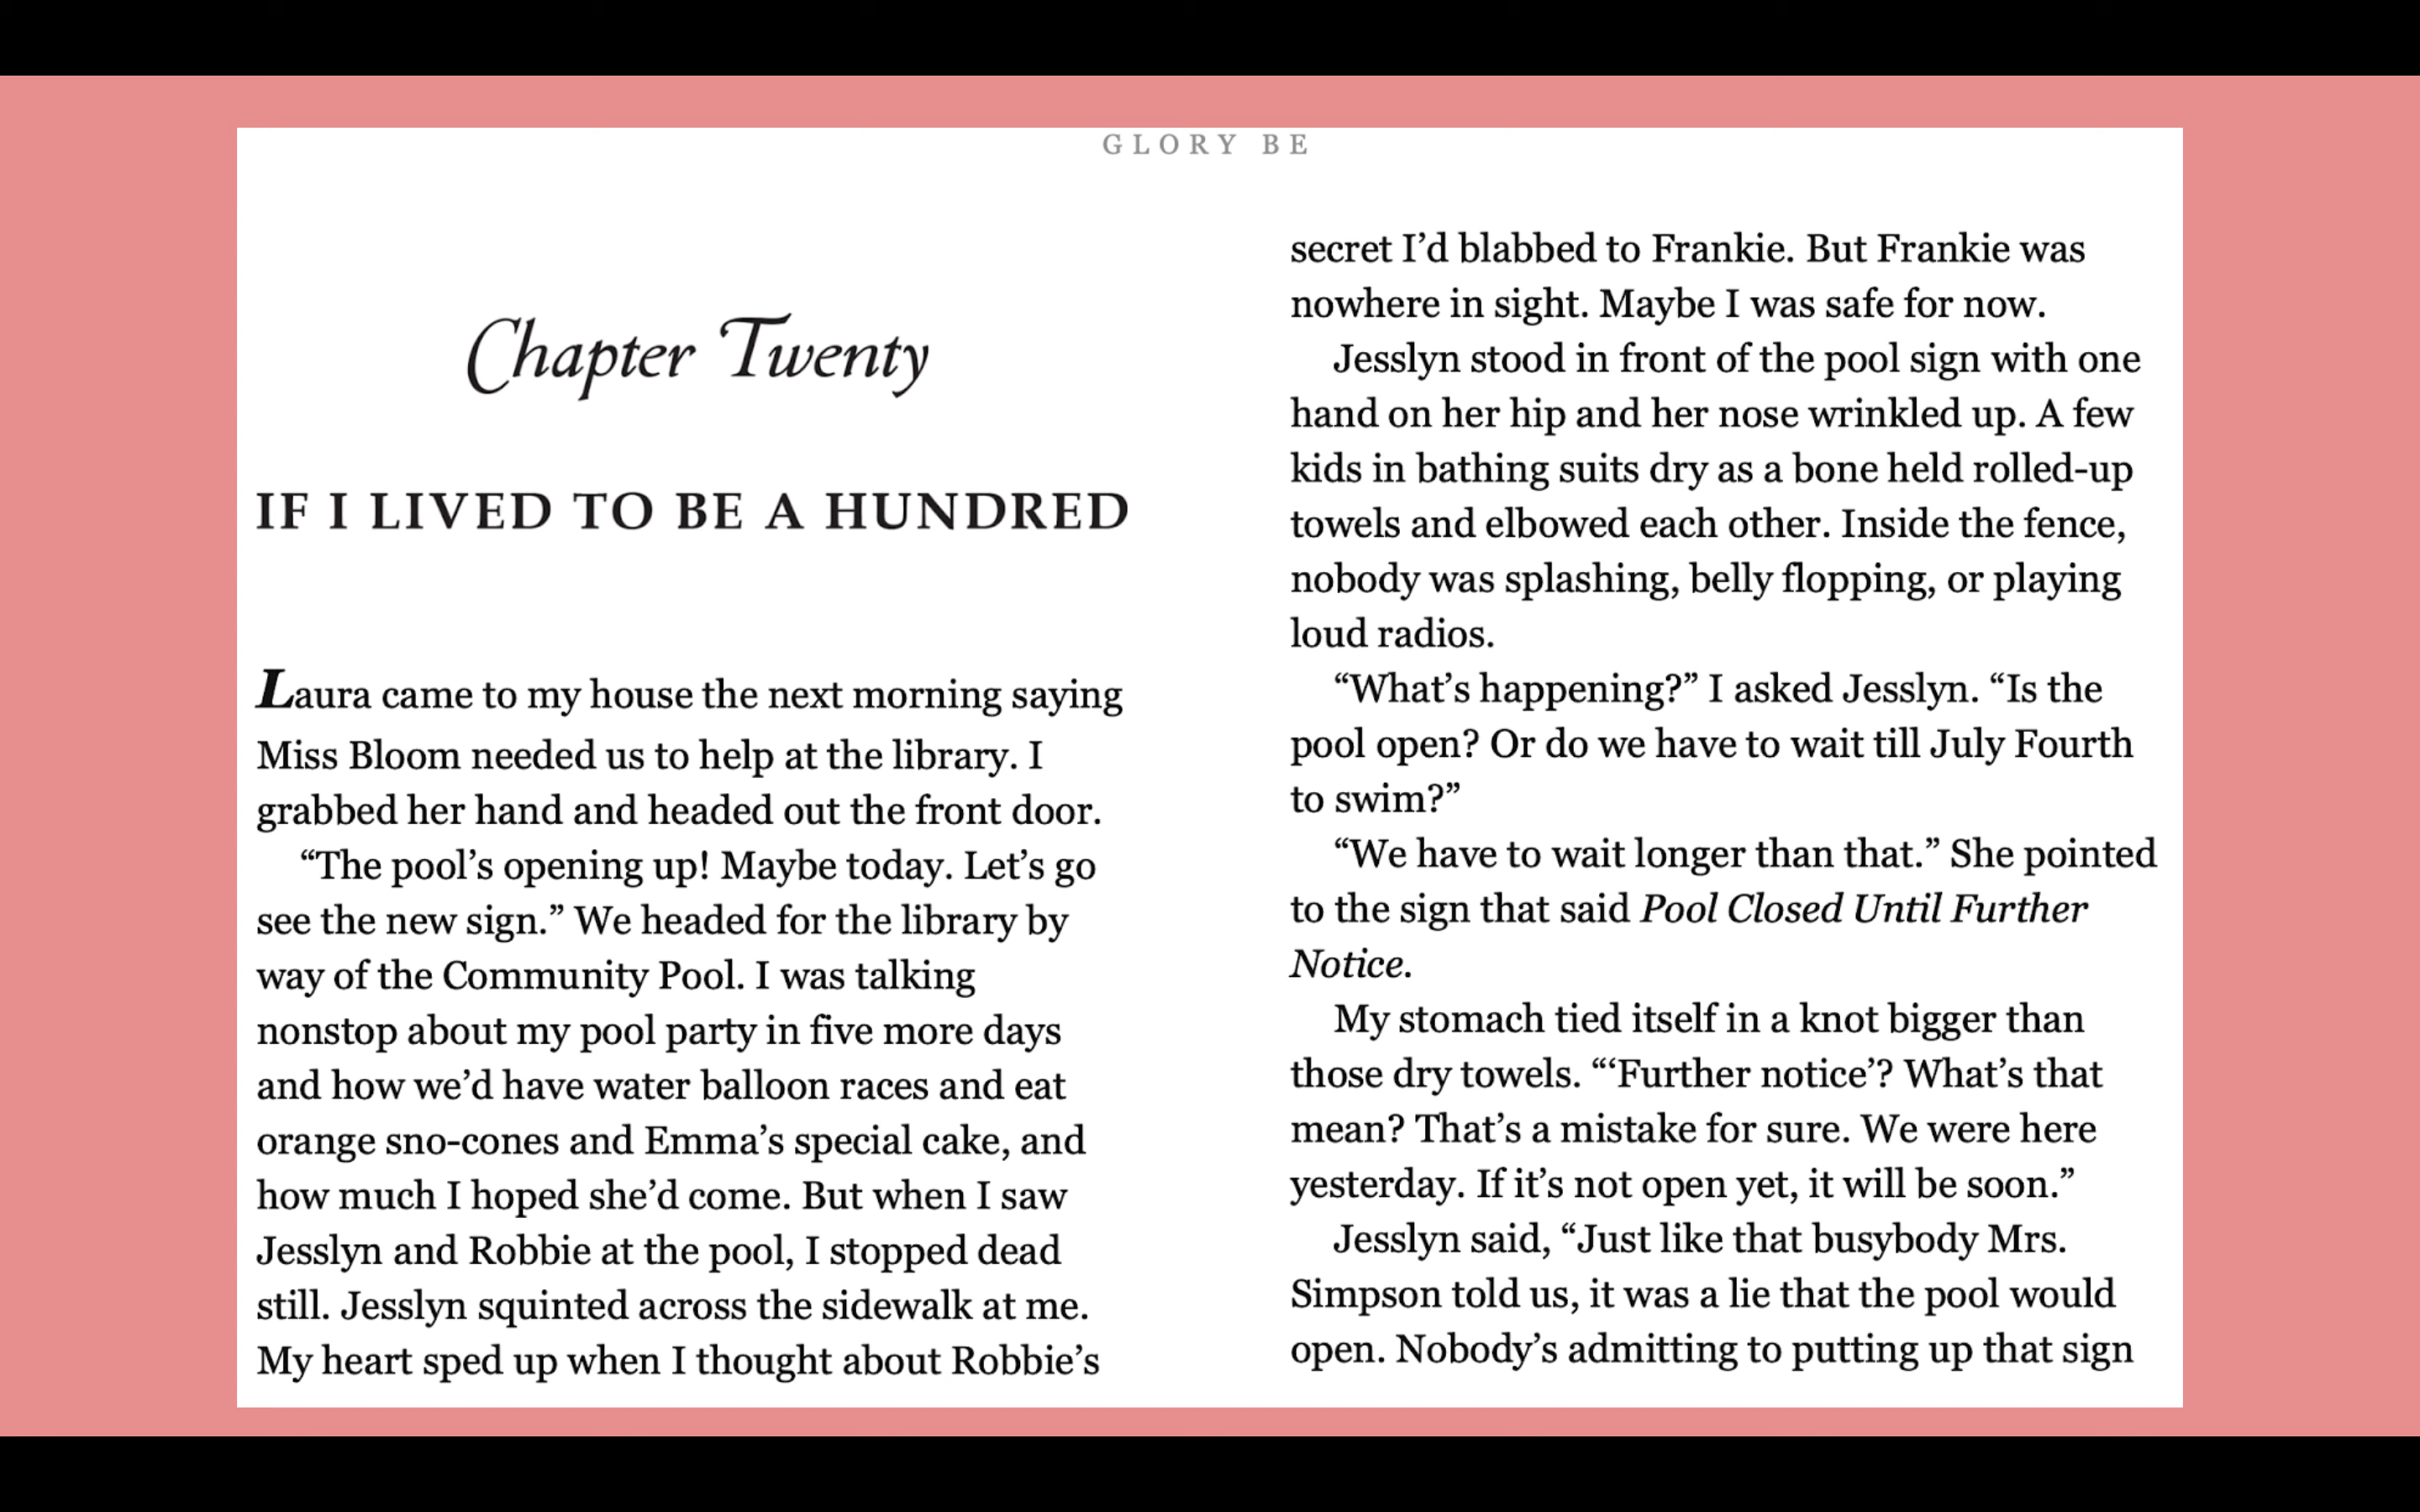 GLORY BE
Chapter Twenty
IF I LIVED TO BE A HUNDRED
Laura came to my house the next morning saying
Miss Bloom needed us to help at the library. I
grabbed her hand and headed out the front door.
“The pool’s opening up! Maybe today. Let’s go
see the new sign.” We headed for the library by
way of the Community Pool. I was talking
nonstop about my pool party in five more days
and how we’d have water balloon races and eat
orange sno-cones and Emma’s special cake, and
how much I hoped she’d come. But when I saw
Jesslyn and Robbie at the pool, I stopped dead
still. Jesslyn squinted across the sidewalk at me.
My heart sped up when I thought about Robbie’s
secret I’d blabbed to Frankie. But Frankie was
nowhere in sight. Maybe I was safe for now.
Jesslyn stood in front of the pool sign with one
hand on her hip and her nose wrinkled up. A few
kids in bathing suits dry as a bone held rolled-up
towels and elbowed each other. Inside the fence,
nobody was splashing, belly flopping, or playing
loud radios.
“What’s happening?” I asked Jesslyn. “Is the
pool open? Or do we have to wait till July Fourth
to swim?”
“We have to wait longer than that.” She pointed
to the sign that said Pool Closed Until Further
Notice.
My stomach tied itself in a knot bigger than
those dry towels. “‘Further notice’? What’s that
mean? That’s a mistake for sure. We were here
yesterday. If it’s not open yet, it will be soon.”
Jesslyn said, “Just like that busybody Mrs.
Simpson told us, it was a lie that the pool would
open. Nobody’s admitting to putting up that sign